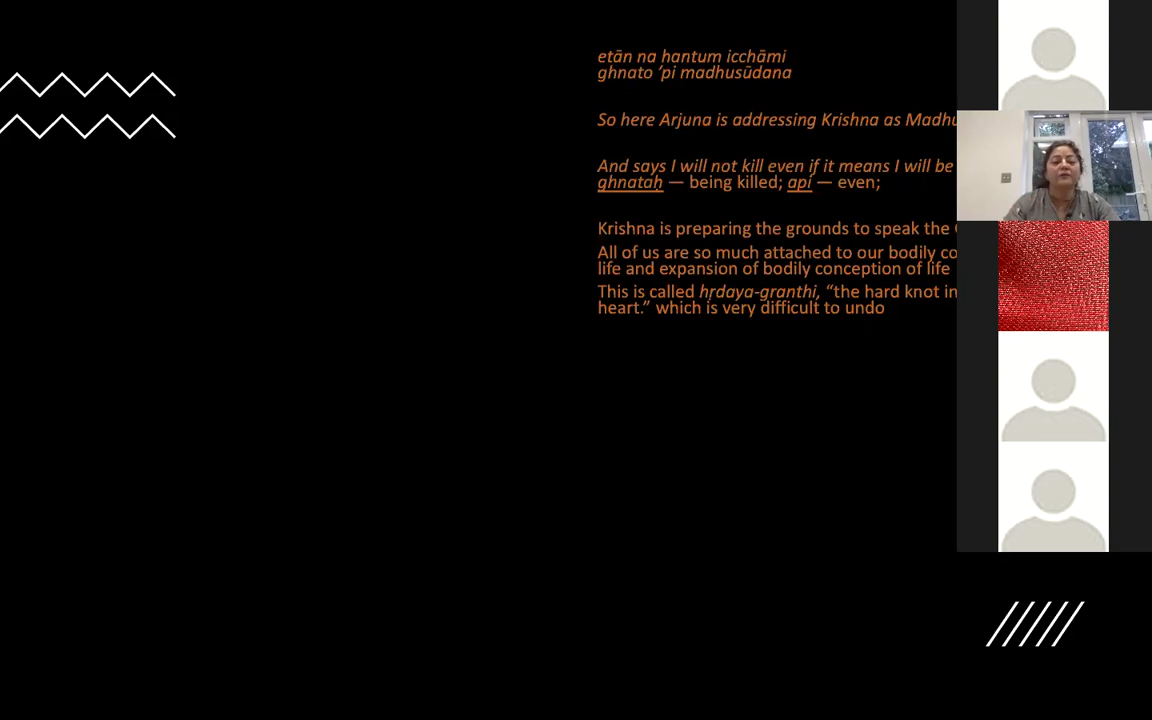 etān na hantum icchāmi
ghnato ’pi madhusūdana
So here Arjuna is addressing Krishna as
And says I will not kill even if it means I will be
ghnataḥ — being killed; api — even;
Krishna is preparing the grounds to speak the
All of us are so much attached to our bodily
life and expansion of bodily conception of life
This is called hṛdaya-granthi, “the hard knot in
heart.” which is very difficult to undo